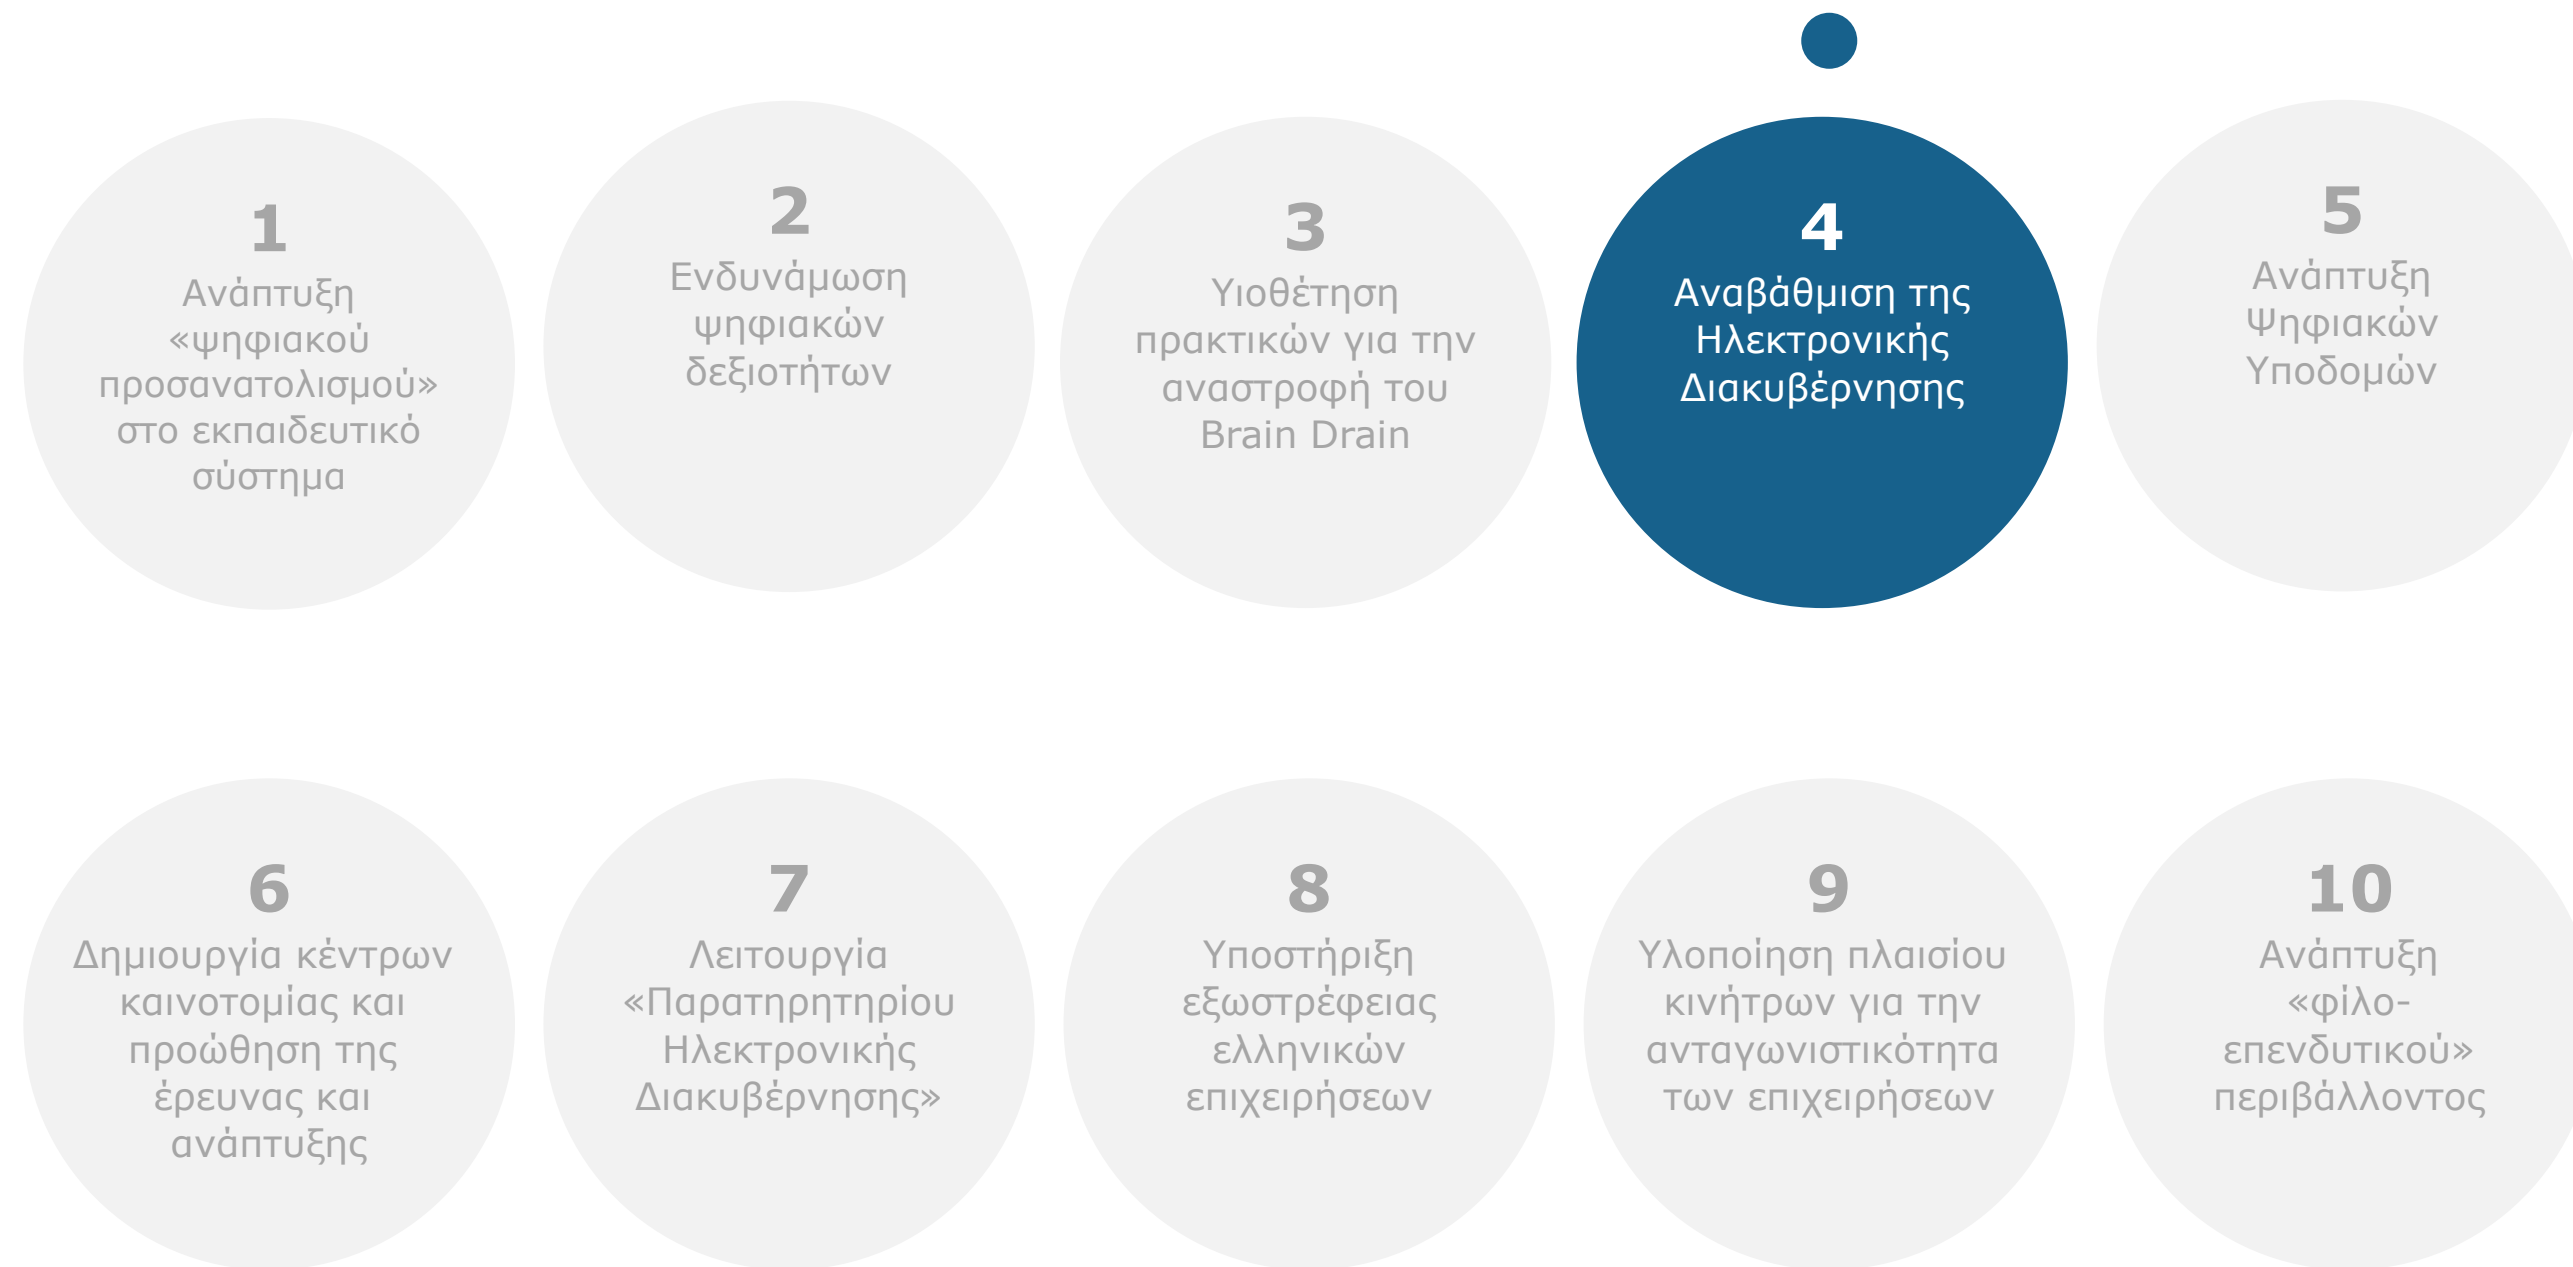 1
Ανάπτυξη
«ψηφιακού
προσανατολισμού»
στο εκπαιδευτικό
σύστημα
2
Ενδυνάμωση
ψηφιακών
δεξιοτήτων
3
Υιοθέτηση
πρακτικών για την
αναστροφή του
Brain Drain
4
Αναβάθμιση της
Ηλεκτρονικής
Διακυβέρνησης
5
Ανάπτυξη
Ψηφιακών
Υποδομών
6
Δημιουργία κέντρων
καινοτομίας και
προώθηση της
έρευνας και
ανάπτυξης
7
Λειτουργία
«Παρατηρητηρίου
Ηλεκτρονικής
Διακυβέρνησης»
8
Υποστήριξη
εξωστρέφειας
ελληνικών
επιχειρήσεων
9
Υλοποίηση πλαισίου
κινήτρων για την
ανταγωνιστικότητα
των επιχειρήσεων
10
Ανάπτυξη
«φίλο-
επενδυτικού»
περιβάλλοντος